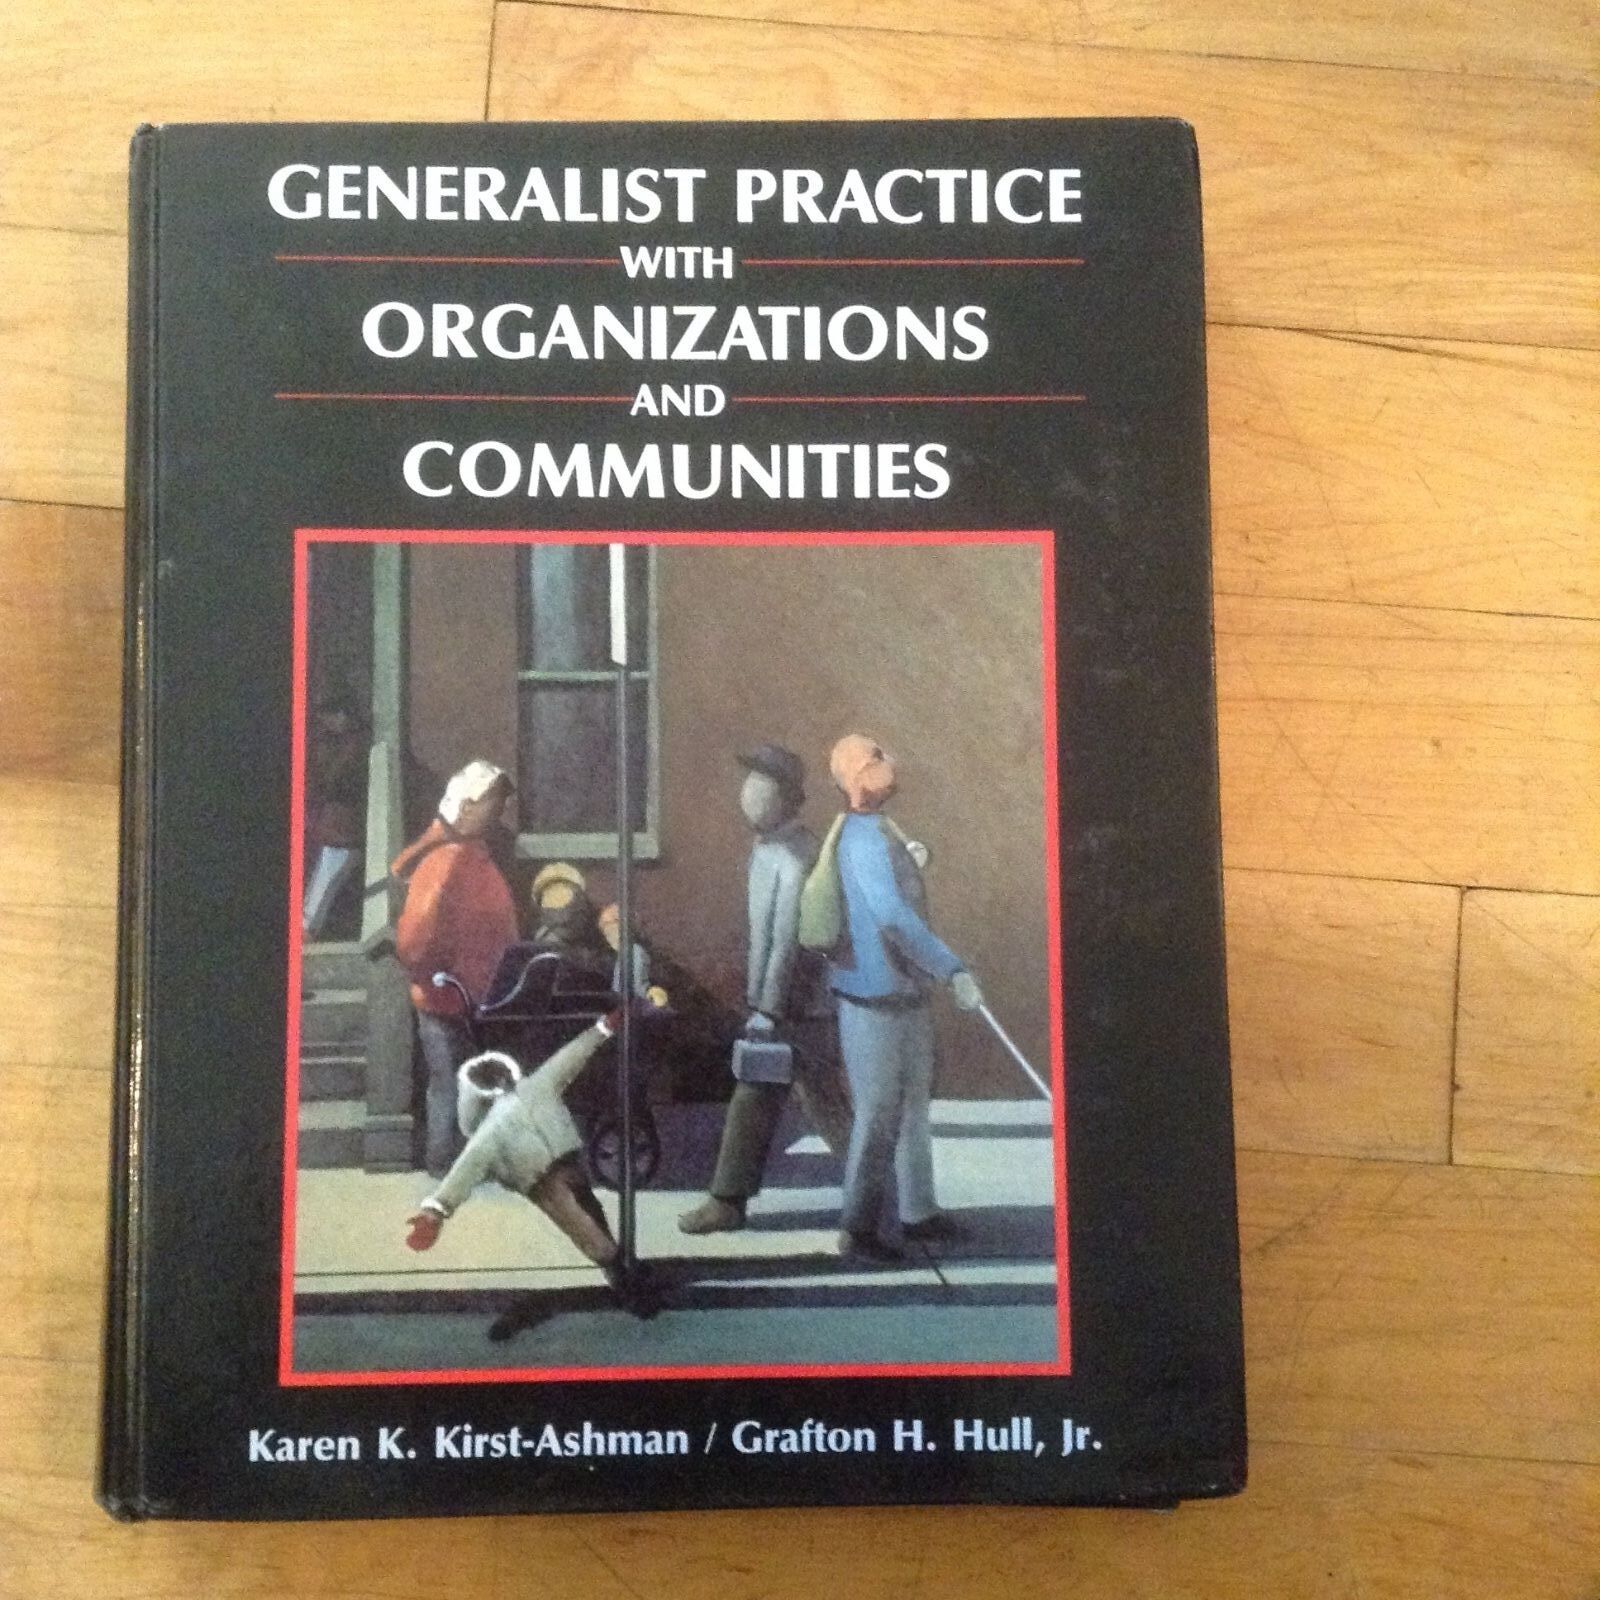 GENERALIST PRACTICE
WITH
ORGANIZATIONS
AND
COMMUNITIES
Karen K. Kirst-Ashman / Grafton H. Hull, Jr.